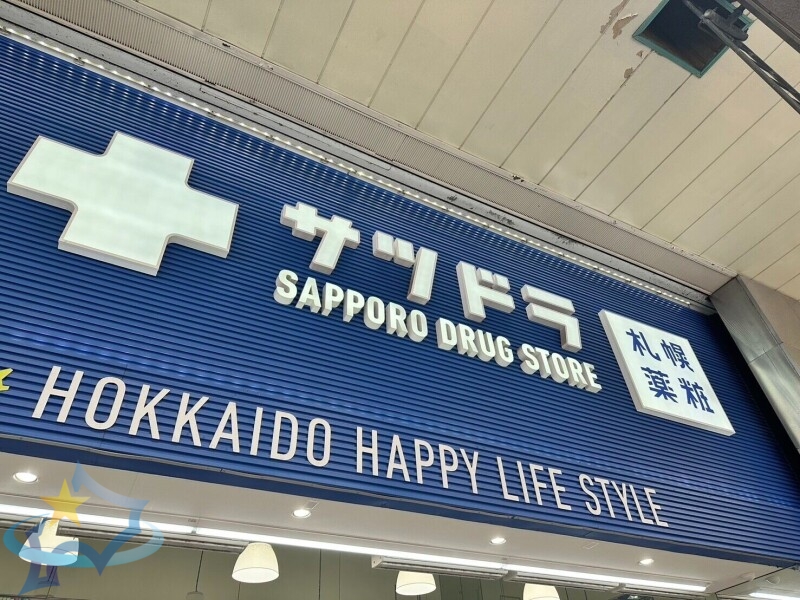 サツドラ
SAPPORO DRUG STORE
札幌
薬粧
HOKKAIDO HAPPY LIFE STYLE